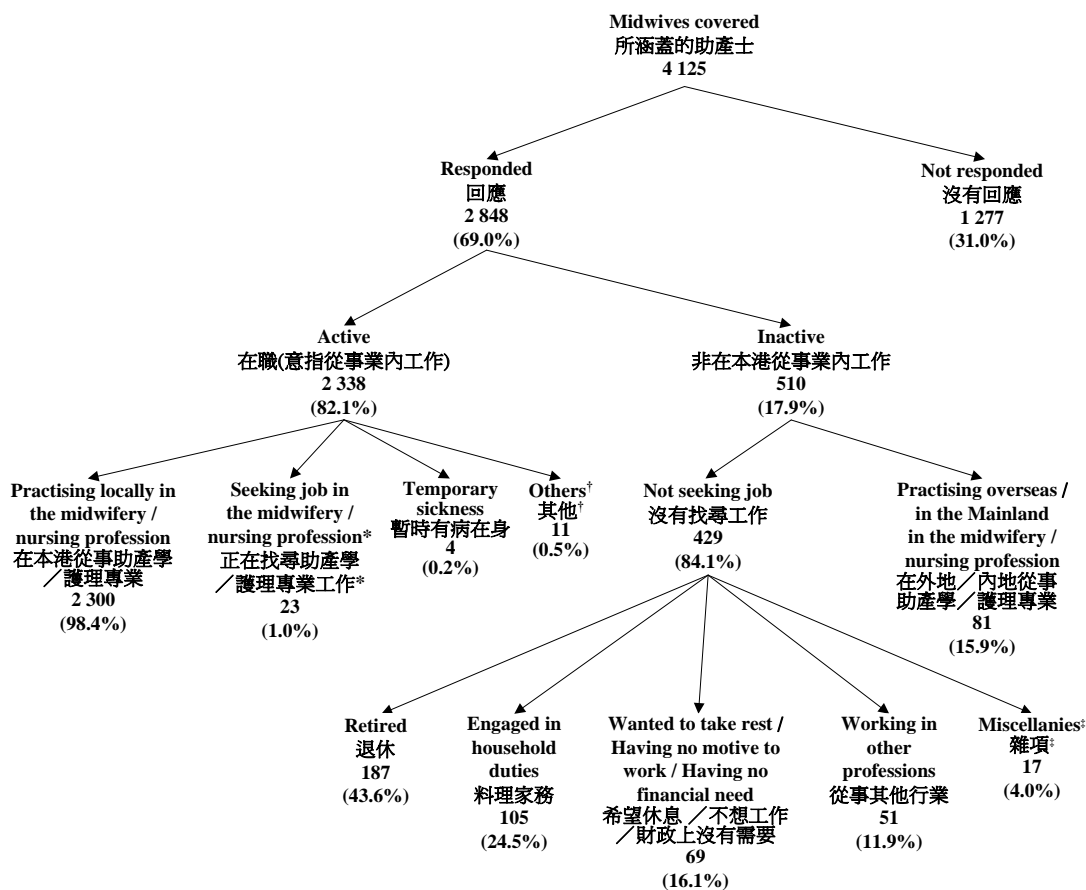 Midwives covered
所涵蓋的助產士
4 125
Responded
回應
2 848
(69.0%)
Not responded
沒有回應
1 277
(31.0%)
Active
在職(意指從事業內工作)
2 338
(82.1%)
Inactive
非在本港從事業內工作
510
(17.9%)
Practising locally in
the midwifery /
nursing profession
在本港從事助產學
／護理專業
2 300
(98.4%)
Seeking job in
the midwifery /
nursing profession*
正在找尋助產學
／護理專業工作*
23
(1.0%)
Temporary
sickness
暫時有病在身
4
(0.2%)
Others†
其他†
11
(0.5%)
Not seeking job
沒有找尋工作
429
(84.1%)
Practising overseas /
in the Mainland
in the midwifery /
nursing profession
在外地／內地從事
助產學／護理專業
81
(15.9%)
Retired
退休
187
(43.6%)
Engaged in
household
duties
料理家務
105
(24.5%)
Wanted to take rest /
Having no motive to
work / Having no
financial need
希望休息 ／不想工作
／財政上沒有需要
69
(16.1%)
Working in
other
professions
從事其他行業
51
(11.9%)
Miscellanies‡
雜項‡
17
(4.0%)